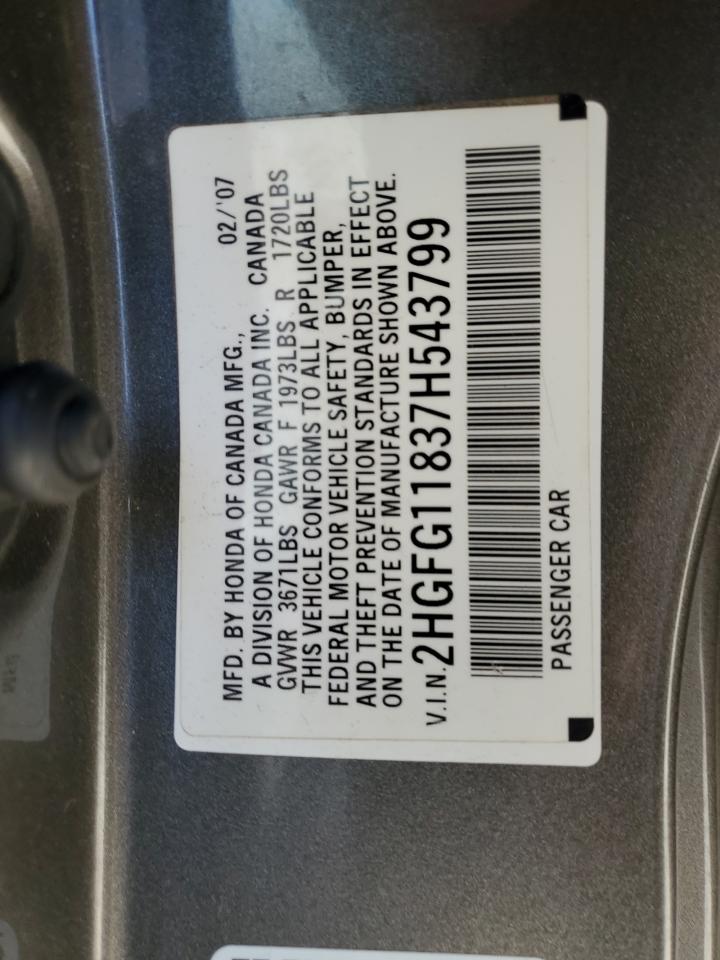 MFD. BY HONDA OF CANADA MFG., 02/'07
A DIVISION OF HONDA CANADA INC. CANADA
GVWR 3671LBS GAWR F 1973LBS R 1720LBS
THIS VEHICLE CONFORMS TO ALL APPLICABLE
FEDERAL MOTOR VEHICLE SAFETY, BUMPER,
AND THEFT PREVENTION STANDARDS IN EFFECT
ON THE DATE OF MANUFACTURE SHOWN ABOVE.
V.I.N. 2HGFG11837H543799
PASSENGER CAR